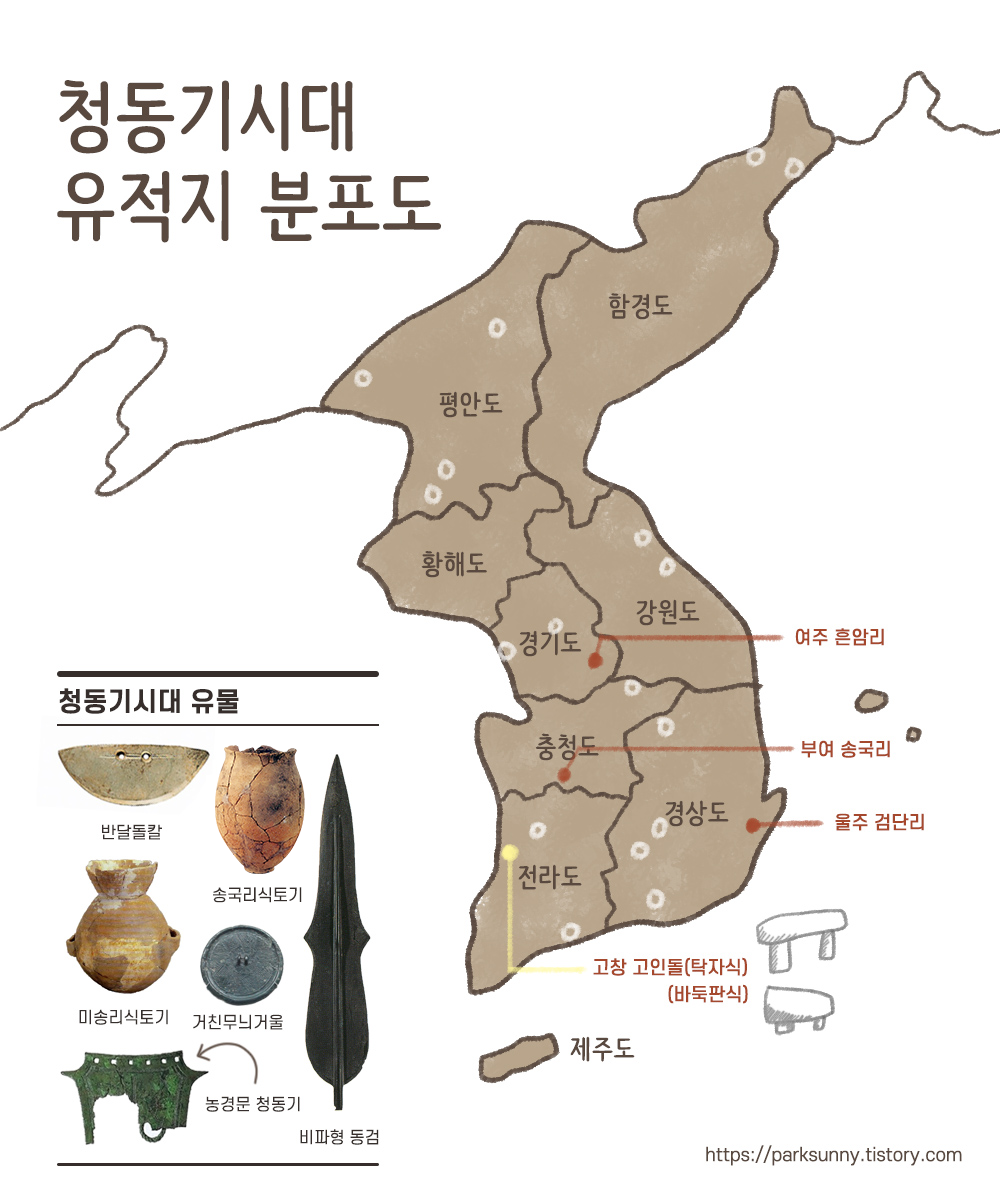 청동기시대
유적지 분포도
함경도
평안도
황해도
강원도
경기도
여주 흔암리
충청도
부여 송국리
경상도
울주 검단리
전라도
고창 고인돌(탁자식)
(바둑판식)
제주도
청동기시대 유물
반달돌칼
송국리식토기
미송리식토기
거친무늬거울
농경문 청동기
비파형 동검
https://parksunny.tistory.com